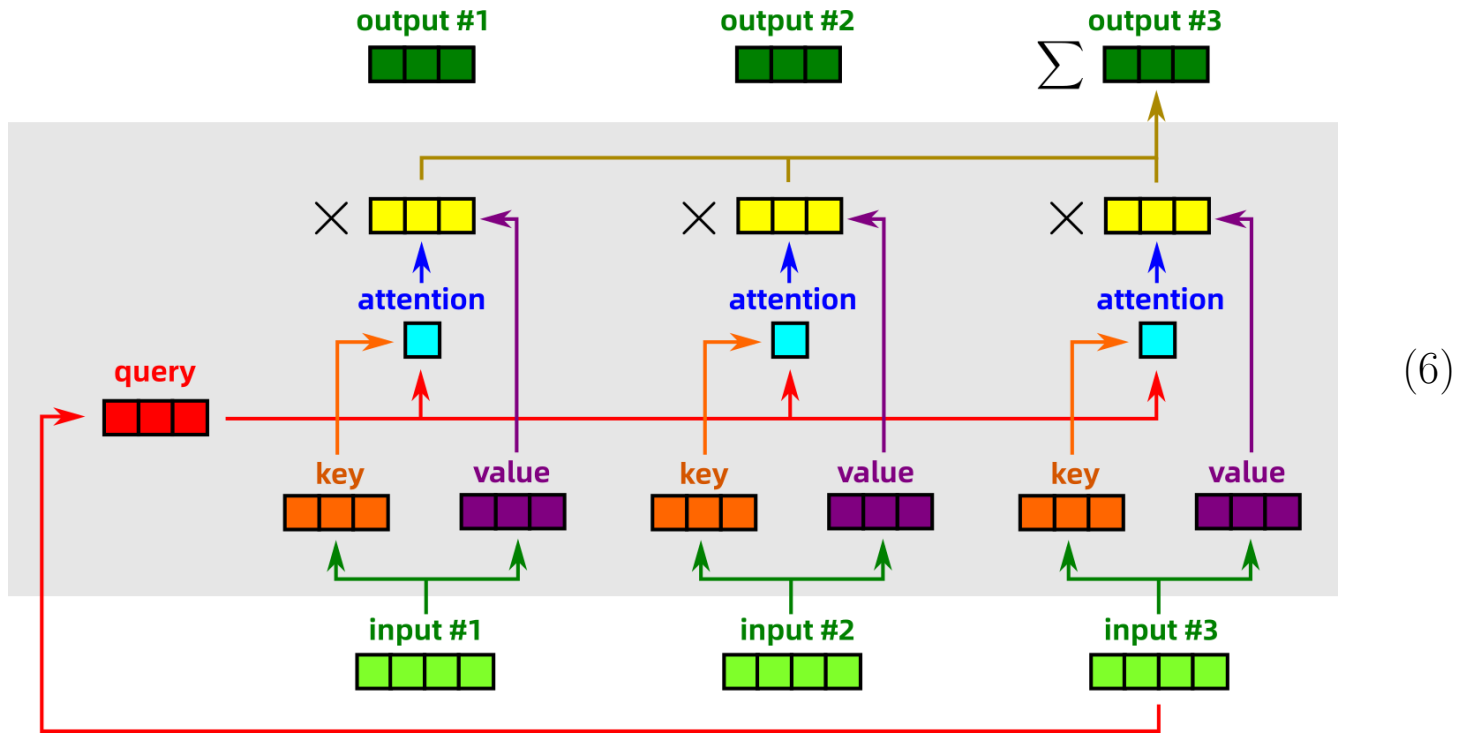 output #1 output #2 output #3
∑
× × ×
attention attention attention
query
(6)
key value key value key value
input #1 input #2 input #3